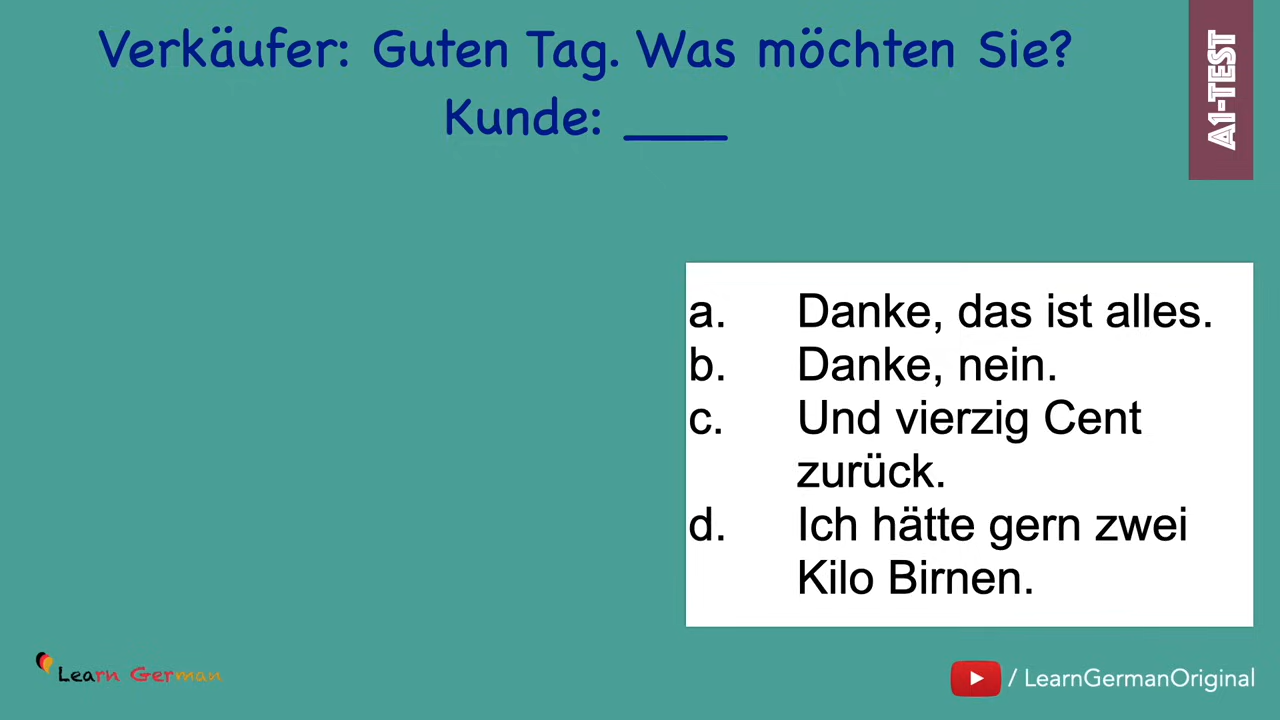 Verkäufer: Guten Tag. Was möchten Sie?
Kunde: ____
A1-TEST
a. Danke, das ist alles.
b. Danke, nein.
c. Und vierzig Cent
zurück.
d. Ich hätte gern zwei
Kilo Birnen.
Learn German
/ LearnGermanOriginal